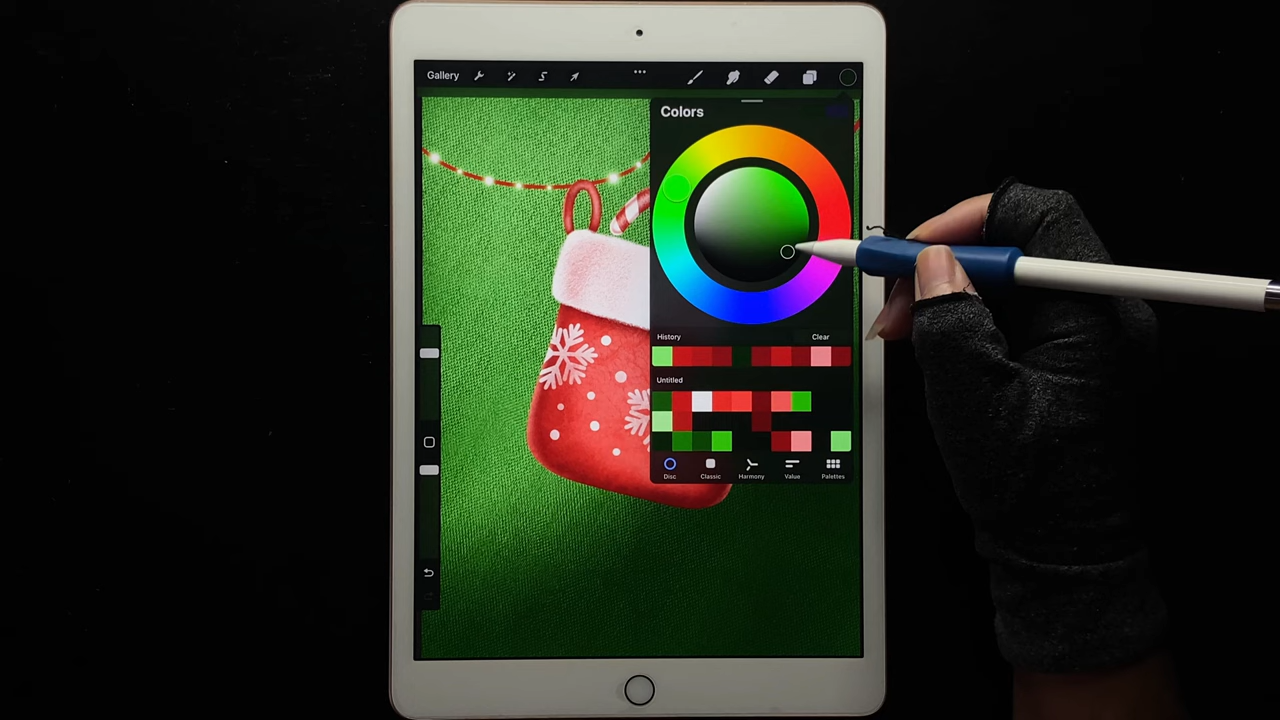 Gallery
Colors
History Clear
Untitled
Disc Classic Harmony Value Palettes